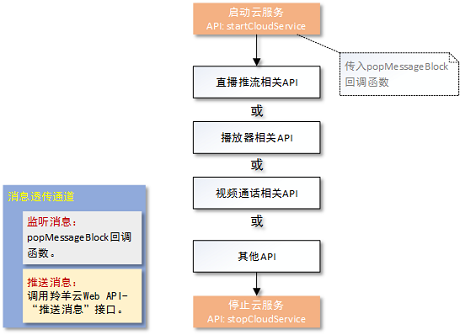 启动云服务
API: startCloudService
传入popMessageBlock
回调函数
直播推流相关API
或
播放器相关API
或
视频通话相关API
或
其他API
停止云服务
API: stopCloudService
消息透传通道
监听消息：
popMessageBlock回调
函数。
推送消息：
调用羚羊云Web API-
“推送消息”接口。